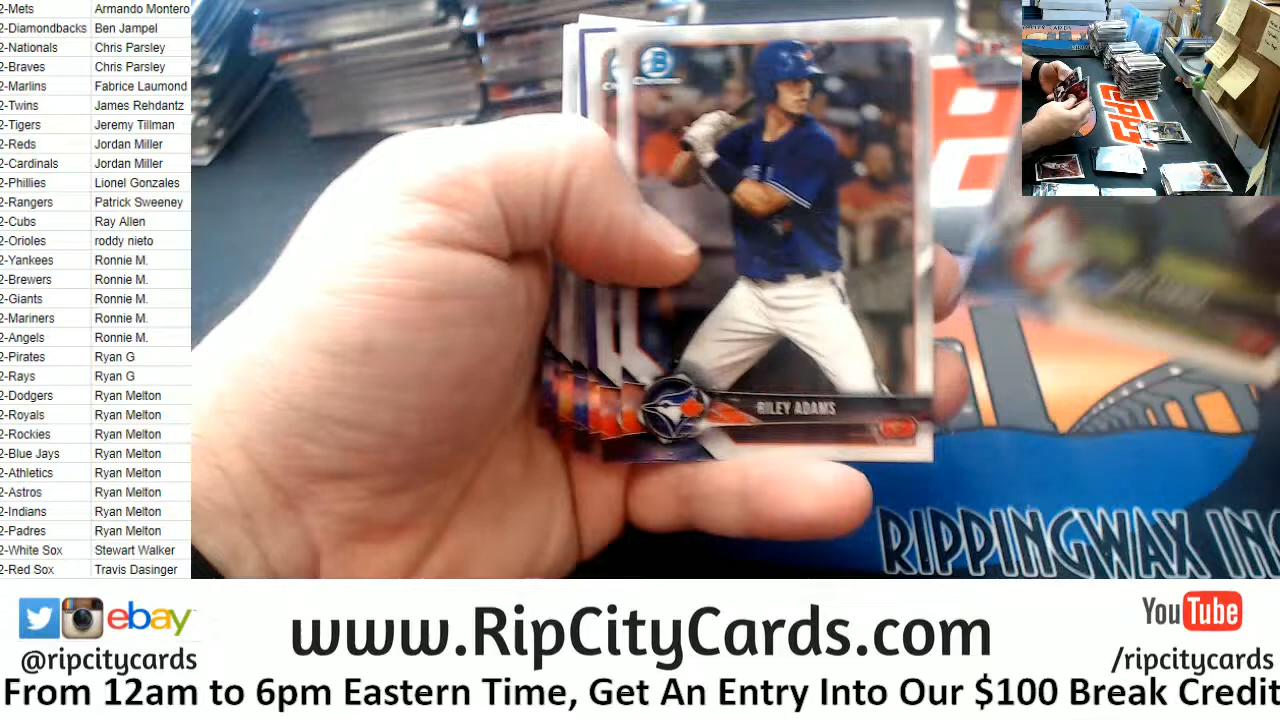 2-Mets Armando Montero
2-Diamondbacks Ben Jampel
2-Nationals Chris Parsley
2-Braves Chris Parsley
2-Marlins Fabrice Laumond
2-Twins James Rehdantz
2-Tigers Jeremy Tillman
2-Reds Jordan Miller
2-Cardinals Jordan Miller
2-Phillies Lionel Gonzales
2-Rangers Patrick Sweeney
2-Cubs Ray Allen
2-Orioles roddy nieto
2-Yankees Ronnie M.
2-Brewers Ronnie M.
2-Giants Ronnie M.
2-Mariners Ronnie M.
2-Angels Ronnie M.
2-Pirates Ryan G
2-Rays Ryan G
2-Dodgers Ryan Melton
2-Royals Ryan Melton
2-Rockies Ryan Melton
2-Blue Jays Ryan Melton
2-Athletics Ryan Melton
2-Astros Ryan Melton
2-Indians Ryan Melton
2-Padres Ryan Melton
2-White Sox Stewart Walker
2-Red Sox Travis Dasinger
B
Chrome
RILEY ADAMS
TOPPS
RIPPINGWAX INC
ebay
@ripcitycards
www.RipCityCards.com
YouTube
/ripcitycards
From 12am to 6pm Eastern Time, Get An Entry Into Our $100 Break Credit